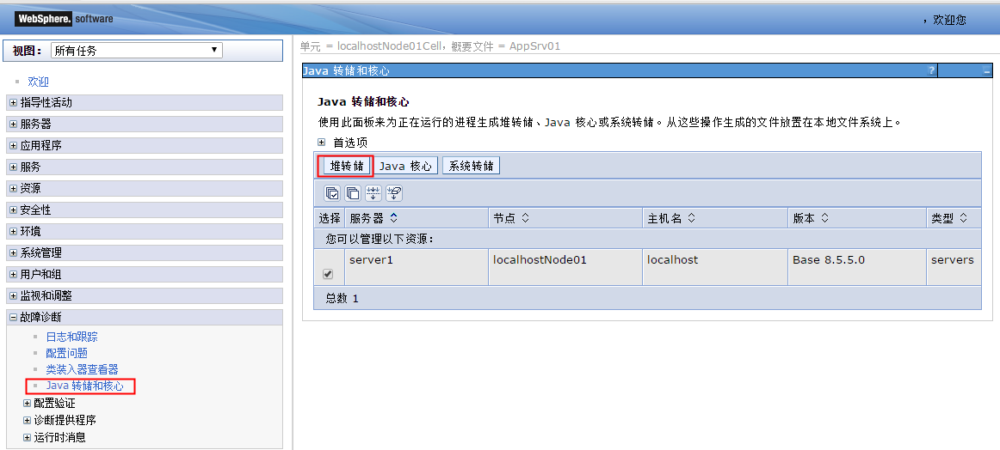 WebSphere. software
，欢迎您
视图： 所有任务
欢迎
指导性活动
服务器
应用程序
服务
资源
安全性
环境
系统管理
用户和组
监视和调整
故障诊断
日志和跟踪
配置问题
类装入器查看器
Java 转储和核心
配置验证
诊断提供程序
运行时消息
单元 = localhostNode01Cell，概要文件 = AppSrv01
Java 转储和核心 ? –
Java 转储和核心
使用此面板来为正在运行的进程生成堆转储、Java 核心或系统转储。从这些操作生成的文件放置在本地文件系统上。
首选项
堆转储 Java 核心 系统转储
选择 服务器 节点 主机名 版本 类型
您可以管理以下资源：
server1 localhostNode01 localhost Base 8.5.5.0 servers
总数 1